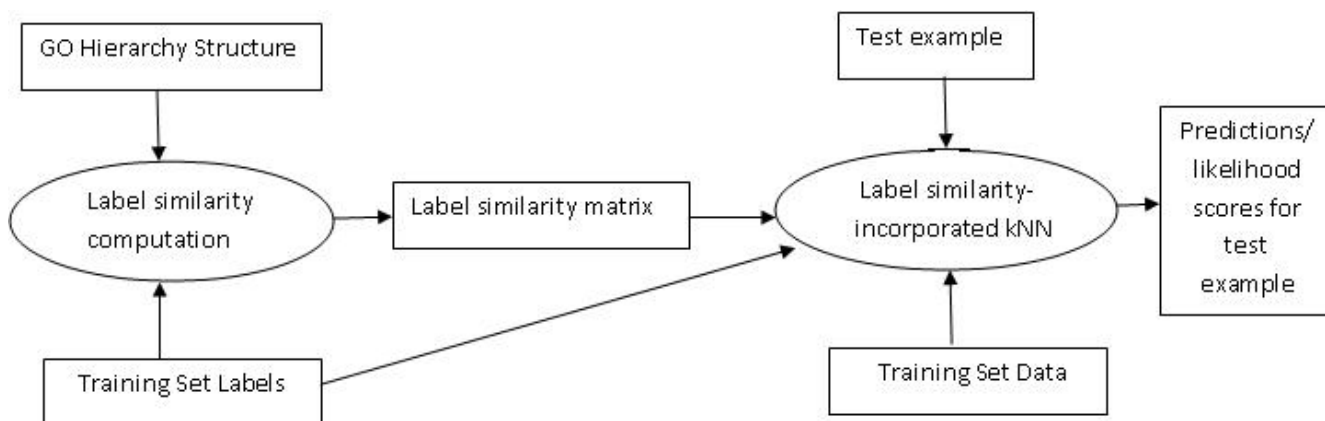 GO Hierarchy Structure
Test example
Label similarity
computation
Label similarity matrix
Label similarity-
incorporated kNN
Predictions/
likelihood
scores for
test
example
Training Set Labels
Training Set Data